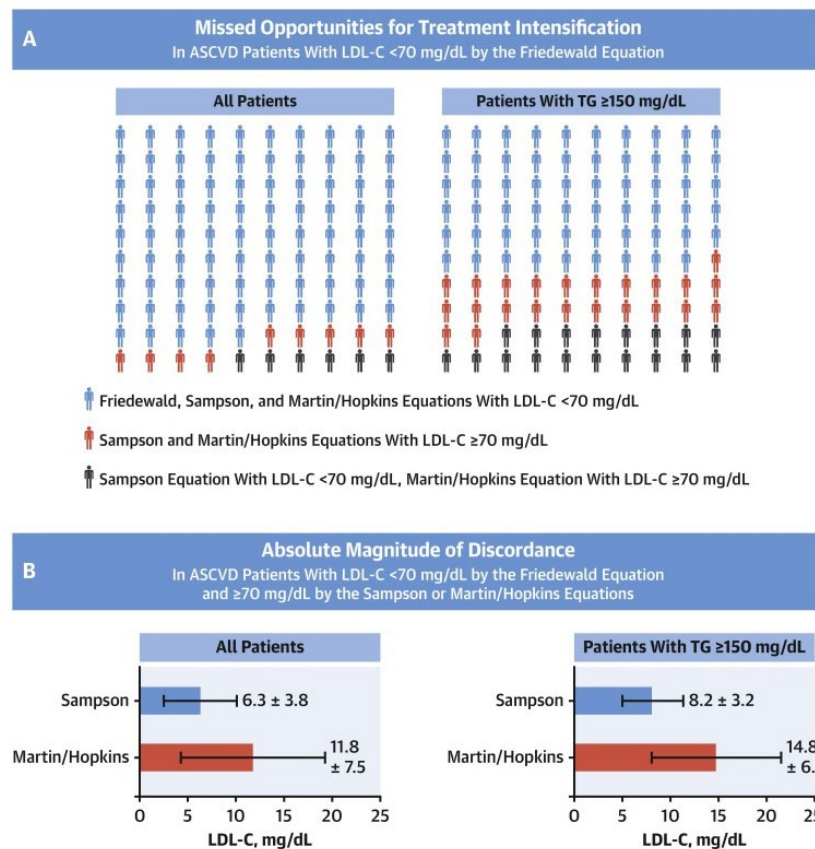 A
Missed Opportunities for Treatment Intensification
In ASCVD Patients With LDL-C <70 mg/dL by the Friedewald Equation
All Patients
Patients With TG ≥150 mg/dL
Friedewald, Sampson, and Martin/Hopkins Equations With LDL-C <70 mg/dL
Sampson and Martin/Hopkins Equations With LDL-C ≥70 mg/dL
Sampson Equation With LDL-C <70 mg/dL, Martin/Hopkins Equation With LDL-C ≥70 mg/dL
B
Absolute Magnitude of Discordance
In ASCVD Patients With LDL-C <70 mg/dL by the Friedewald Equation
and ≥70 mg/dL by the Sampson or Martin/Hopkins Equations
All Patients
Sampson
6.3 ± 3.8
Martin/Hopkins
11.8
± 7.5
0 5 10 15 20 25
LDL-C, mg/dL
Patients With TG ≥150 mg/dL
Sampson
8.2 ± 3.2
Martin/Hopkins
14.8
± 6.
0 5 10 15 20 25
LDL-C, mg/dL